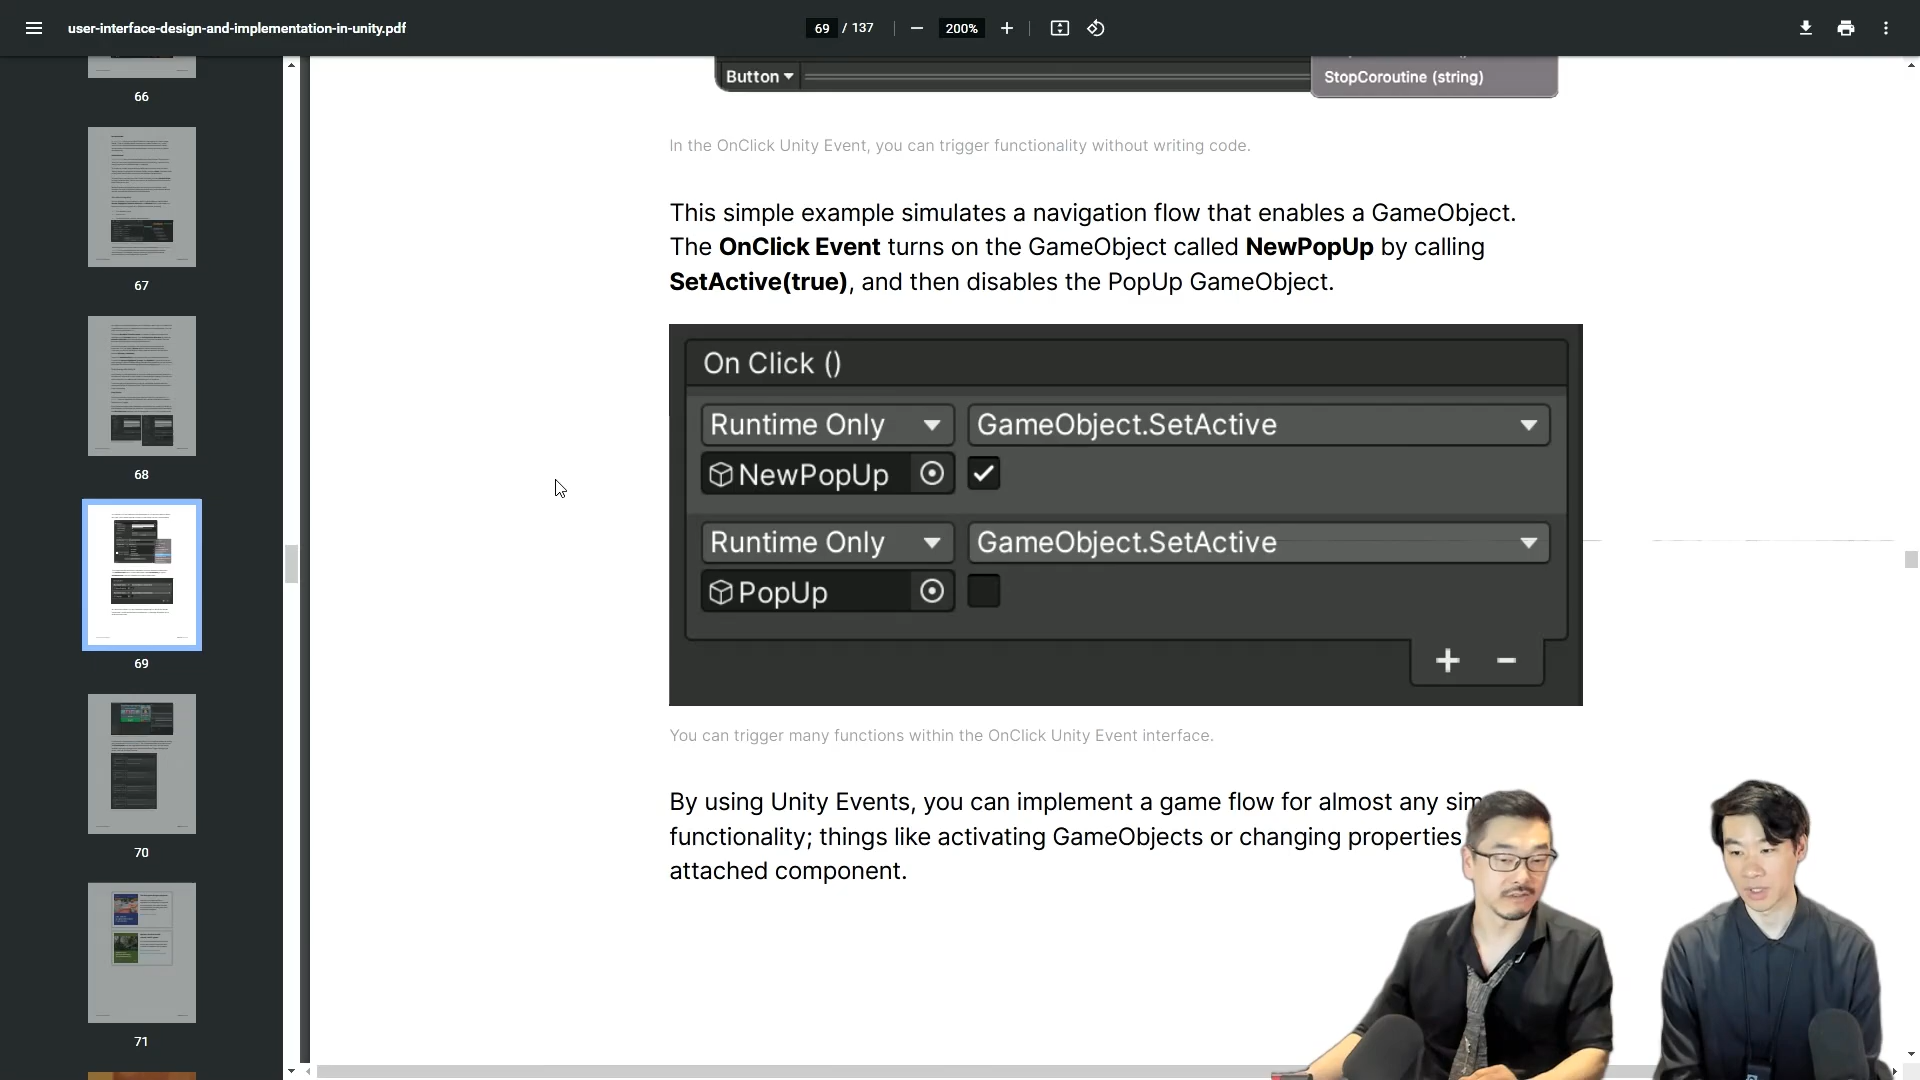 user-interface-design-and-implementation-in-unity.pdf
69 / 137
200%
66
67
68
69
70
71
Button
StopCoroutine (string)
In the OnClick Unity Event, you can trigger functionality without writing code.
This simple example simulates a navigation flow that enables a GameObject.
The OnClick Event turns on the GameObject called NewPopUp by calling
SetActive(true), and then disables the PopUp GameObject.
On Click ()
Runtime Only
GameObject.SetActive
NewPopUp
Runtime Only
GameObject.SetActive
PopUp
You can trigger many functions within the OnClick Unity Event interface.
By using Unity Events, you can implement a game flow for almost any
functionality; things like activating GameObjects or changing properties
attached component.